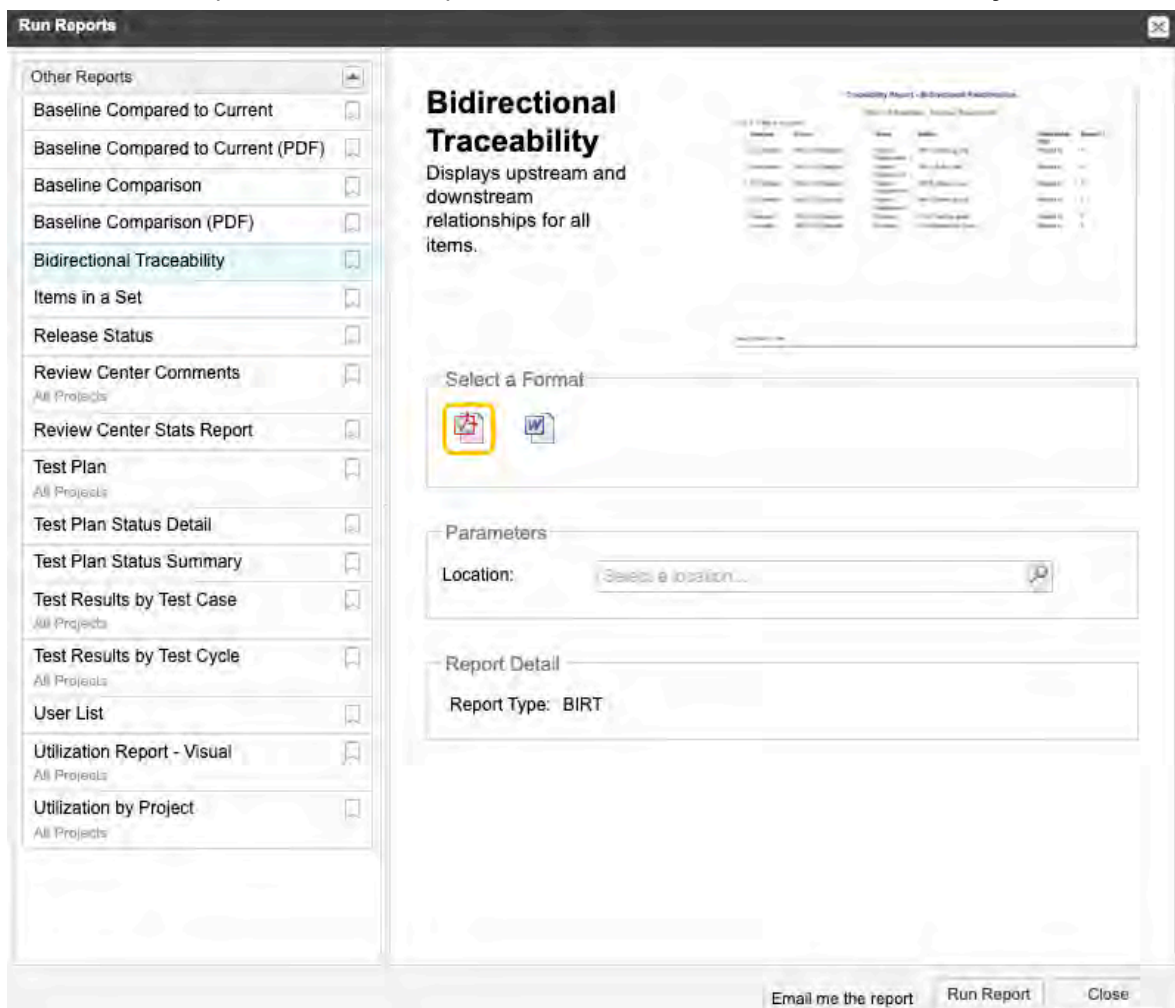 Run Reports
Other Reports
Baseline Compared to Current
Baseline Compared to Current (PDF)
Baseline Comparison
Baseline Comparison (PDF)
Bidirectional Traceability
Items in a Set
Release Status
Review Center Comments
All Projects
Review Center Stats Report
Test Plan
All Projects
Test Plan Status Detail
Test Plan Status Summary
Test Results by Test Case
All Projects
Test Results by Test Cycle
All Projects
User List
Utilization Report - Visual
All Projects
Utilization by Project
All Projects
Bidirectional
Traceability
Displays upstream and
downstream
relationships for all
items.
Traceability Report - Bidirectional Relationships
Select a Format
Parameters
Location: Select a location...
Report Detail
Report Type: BIRT
Email me the report Run Report Close